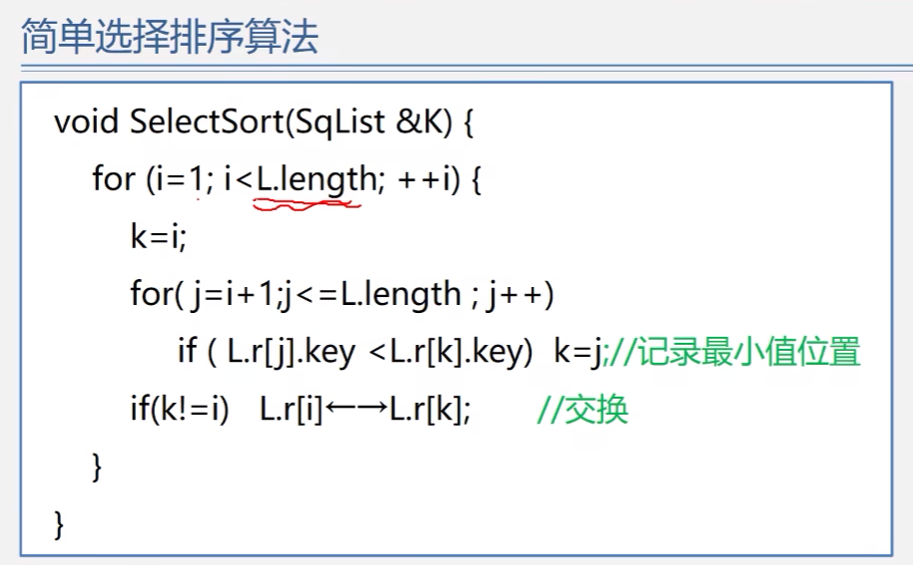 简单选择排序算法
void SelectSort(SqList &K) {
for (i=1; i<L.length; ++i) {
k=i;
for( j=i+1;j<=L.length ; j++)
if ( L.r[j].key <L.r[k].key) k=j;//记录最小值位置
if(k!=i) L.r[i]←→L.r[k]; //交换
}
}